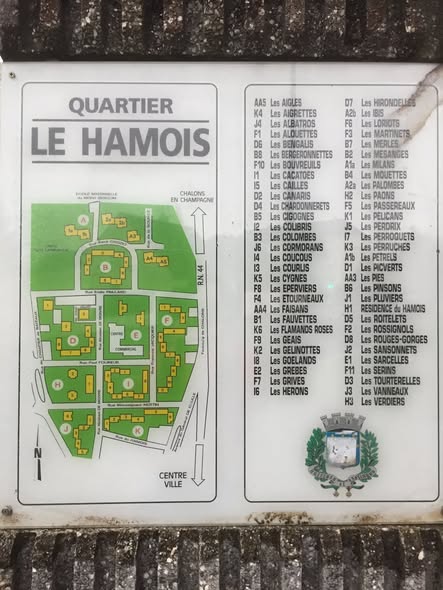 QUARTIER
LE HAMOIS
CHALONS
EN CHAMPAGNE
R.N. 44
A
B
D
CENTRE
E
COMMERCIAL
F
H
I
J
K
N
CENTRE
VILLE
AA5 Les AIGLES
K4 Les AIGRETTES
J4 Les ALBATROS
F1 Les ALOUETTES
D6 Les BENGALIS
B8 Les BERGERONNETTES
F10 Les BOUVREUILS
I1 Les CACATOÈS
I5 Les CAILLES
D2 Les CANARIS
D4 Les CHARDONNERETS
B5 Les CIGOGNES
I2 Les COLIBRIS
B3 Les COLOMBES
J6 Les CORMORANS
I4 Les COUCOUS
I3 Les COURLIS
K5 Les CYGNES
F8 Les EPERVIERS
F4 Les ETOURNEAUX
AA4 Les FAISANS
B1 Les FAUVETTES
K6 Les FLAMANDS ROSES
F9 Les GEAIS
K2 Les GELINOTTES
I8 Les GOELANDS
E2 Les GREBES
F7 Les GRIVES
I6 Les HERONS
D7 Les HIRONDELLES
A2b Les IBIS
F6 Les LORIOTS
F3 Les MARTINETS
B7 Les MERLES
B2 Les MESANGES
A1a Les MILANS
B4 Les MOUETTES
A2a Les PALOMBES
H2 Les PAONS
F5 Les PASSEREAUX
K1 Les PELICANS
J5 Les PERDRIX
I7 Les PERROQUETS
K3 Les PERRUCHES
A1b Les PETRELS
D1 Les PICVERTS
AA3 Les PIES
B6 Les PINSONS
J1 Les PLUVIERS
H1 RESIDENCE du HAMOIS
D5 Les ROITELETS
F2 Les ROSSIGNOLS
D8 Les ROUGES-GORGES
J2 Les SANSONNETS
E1 Les SARCELLES
F11 Les SERINS
D3 Les TOURTERELLES
J3 Les VANNEAUX
H3 Les VERDIERS